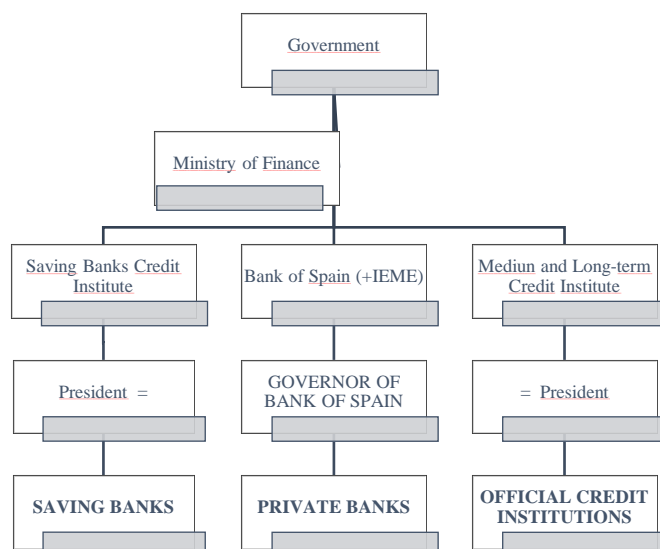 Government
Ministry of Finance
Saving Banks Credit
Institute
Bank of Spain (+IEME)
Mediun and Long-term
Credit Institute
President =
GOVERNOR OF
BANK OF SPAIN
= President
SAVING BANKS
PRIVATE BANKS
OFFICIAL CREDIT
INSTITUTIONS